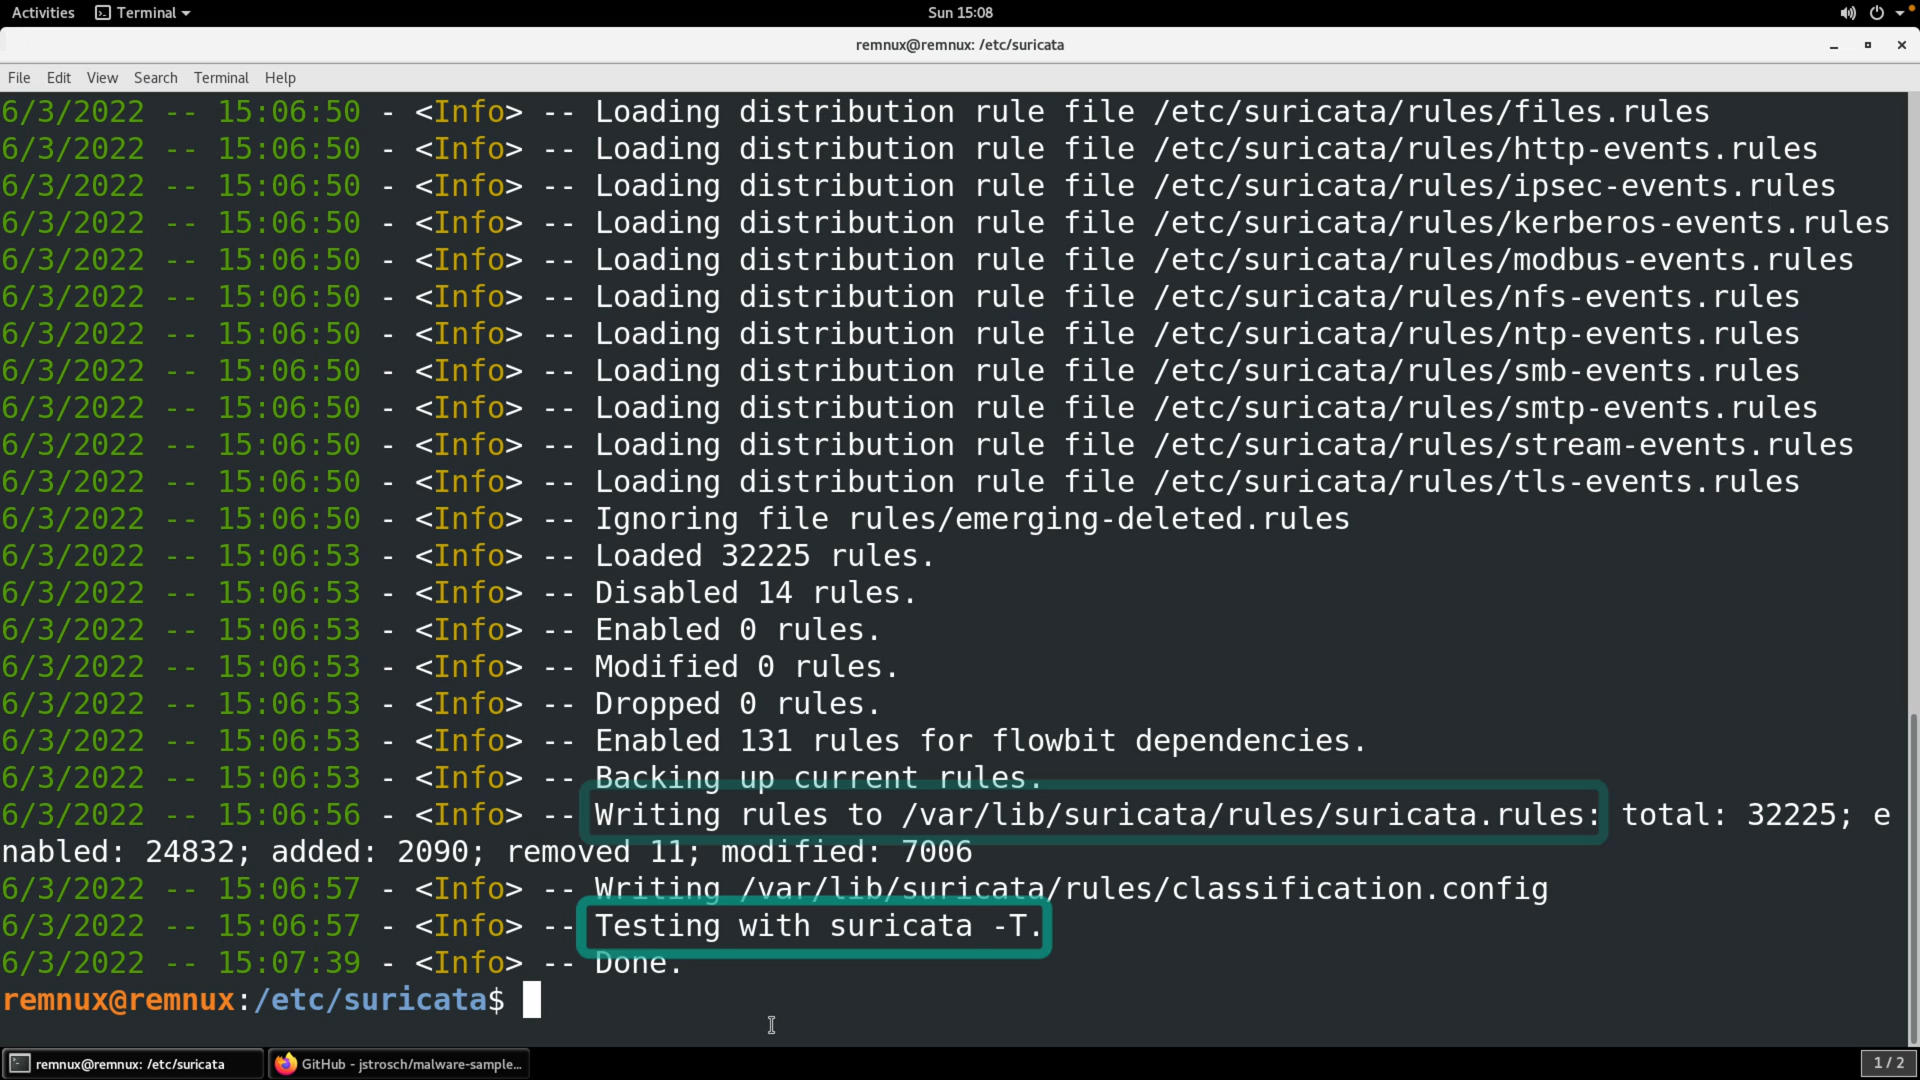 Activities
Terminal
Sun 15:08
remnux@remnux: /etc/suricata
File Edit View Search Terminal Help
6/3/2022 -- 15:06:50 - <Info> -- Loading distribution rule file /etc/suricata/rules/files.rules
6/3/2022 -- 15:06:50 - <Info> -- Loading distribution rule file /etc/suricata/rules/http-events.rules
6/3/2022 -- 15:06:50 - <Info> -- Loading distribution rule file /etc/suricata/rules/ipsec-events.rules
6/3/2022 -- 15:06:50 - <Info> -- Loading distribution rule file /etc/suricata/rules/kerberos-events.rules
6/3/2022 -- 15:06:50 - <Info> -- Loading distribution rule file /etc/suricata/rules/modbus-events.rules
6/3/2022 -- 15:06:50 - <Info> -- Loading distribution rule file /etc/suricata/rules/nfs-events.rules
6/3/2022 -- 15:06:50 - <Info> -- Loading distribution rule file /etc/suricata/rules/ntp-events.rules
6/3/2022 -- 15:06:50 - <Info> -- Loading distribution rule file /etc/suricata/rules/smb-events.rules
6/3/2022 -- 15:06:50 - <Info> -- Loading distribution rule file /etc/suricata/rules/smtp-events.rules
6/3/2022 -- 15:06:50 - <Info> -- Loading distribution rule file /etc/suricata/rules/stream-events.rules
6/3/2022 -- 15:06:50 - <Info> -- Loading distribution rule file /etc/suricata/rules/tls-events.rules
6/3/2022 -- 15:06:50 - <Info> -- Ignoring file rules/emerging-deleted.rules
6/3/2022 -- 15:06:53 - <Info> -- Loaded 32225 rules.
6/3/2022 -- 15:06:53 - <Info> -- Disabled 14 rules.
6/3/2022 -- 15:06:53 - <Info> -- Enabled 0 rules.
6/3/2022 -- 15:06:53 - <Info> -- Modified 0 rules.
6/3/2022 -- 15:06:53 - <Info> -- Dropped 0 rules.
6/3/2022 -- 15:06:53 - <Info> -- Enabled 131 rules for flowbit dependencies.
6/3/2022 -- 15:06:53 - <Info> -- Backing up current rules.
6/3/2022 -- 15:06:56 - <Info> -- Writing rules to /var/lib/suricata/rules/suricata.rules: total: 32225; e
nabled: 24832; added: 2090; removed 11; modified: 7006
6/3/2022 -- 15:06:57 - <Info> -- Writing /var/lib/suricata/rules/classification.config
6/3/2022 -- 15:06:57 - <Info> -- Testing with suricata -T.
6/3/2022 -- 15:07:39 - <Info> -- Done.
remnux@remnux:/etc/suricata$
remnux@remnux: /etc/suricata
GitHub - jstrosch/malware-sample...
1 / 2